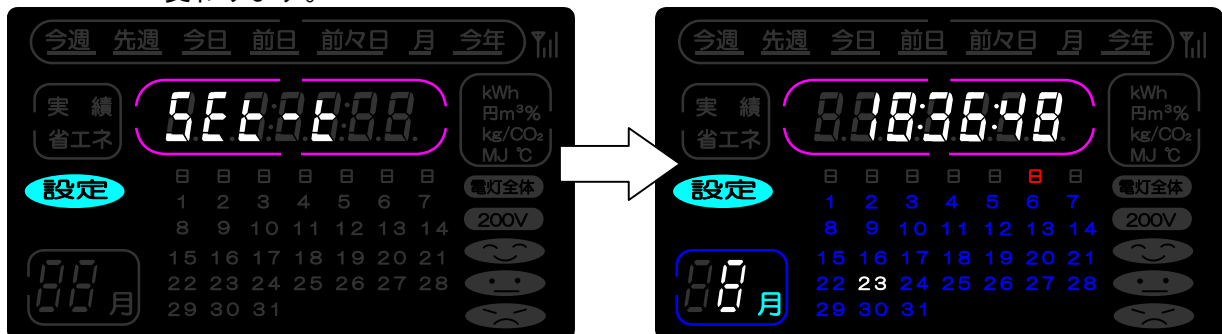 変わります。
今週 先週 今日 前日 前々日 月 今年
実績
省エネ
SEt-t
kWh
円m³%
kg/CO₂
MJ ℃
設定
日 日 日 日 日 日 日
1 2 3 4 5 6 7
8 9 10 11 12 13 14
15 16 17 18 19 20 21
22 23 24 25 26 27 28
29 30 31
88月
電灯全体
200V
今週 先週 今日 前日 前々日 月 今年
実績
省エネ
18:36:48
kWh
円m³%
kg/CO₂
MJ ℃
設定
日 日 日 日 日 日 日
1 2 3 4 5 6 7
8 9 10 11 12 13 14
15 16 17 18 19 20 21
22 23 24 25 26 27 28
29 30 31
8月
電灯全体
200V